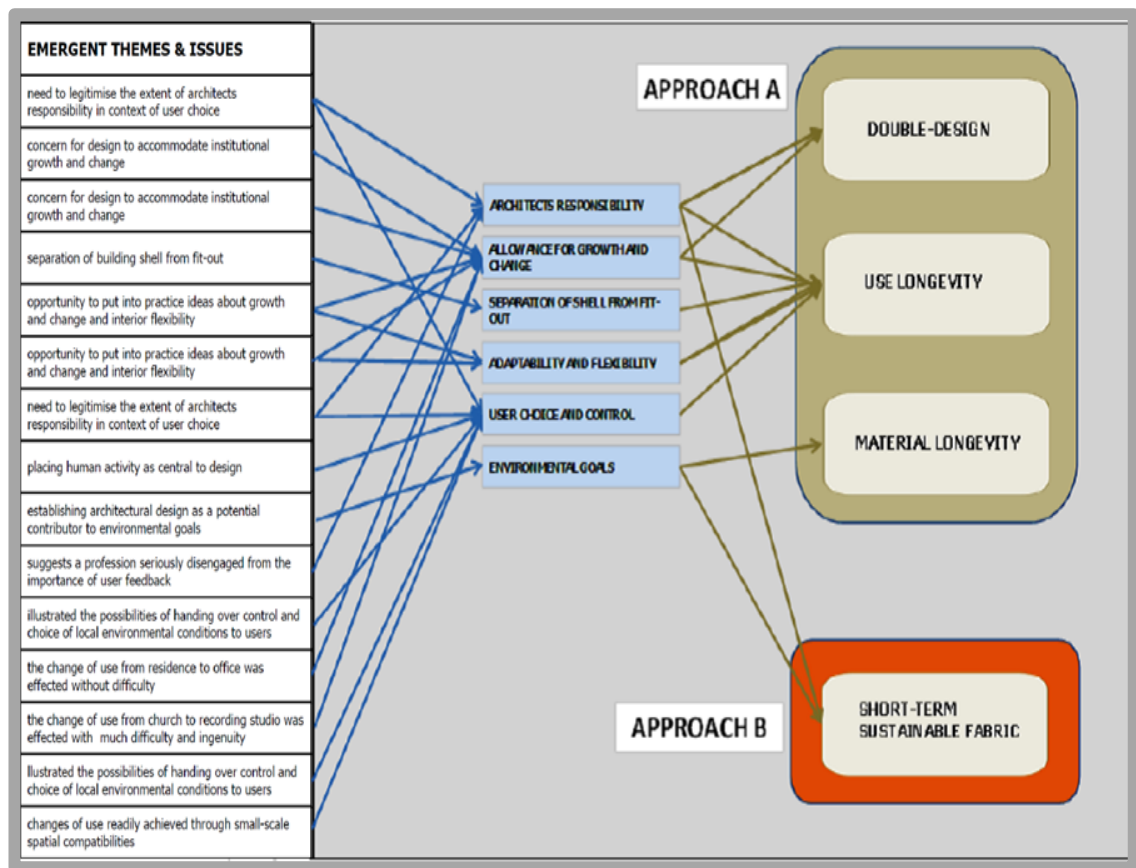 EMERGENT THEMES & ISSUES
need to legitimise the extent of architects
responsibility in context of user choice
concern for design to accommodate institutional
growth and change
concern for design to accommodate institutional
growth and change
separation of building shell from fit-out
opportunity to put into practice ideas about growth
and change and interior flexibility
opportunity to put into practice ideas about growth
and change and interior flexibility
need to legitimise the extent of architects
responsibility in context of user choice
placing human activity as central to design
establishing architectural design as a potential
contributor to environmental goals
suggests a profession seriously disengaged from the
importance of user feedback
illustrated the possibilities of handing over control and
choice of local environmental conditions to users
the change of use from residence to office was
effected without difficulty
the change of use from church to recording studio was
effected with much difficulty and ingenuity
llustrated the possibilities of handing over control and
choice of local environmental conditions to users
changes of use readily achieved through small-scale
spatial compatibilities
ARCHITECTS RESPONSIBILITY
ALLOWANCE FOR GROWTH AND
CHANGE
SEPARATION OF SHELL FROM FIT-
OUT
ADAPTABILITY AND FLEXIBILITY
USER CHOICE AND CONTROL
ENVIRONMENTAL GOALS
APPROACH A
DOUBLE-DESIGN
USE LONGEVITY
MATERIAL LONGEVITY
APPROACH B
SHORT-TERM
SUSTAINABLE FABRIC